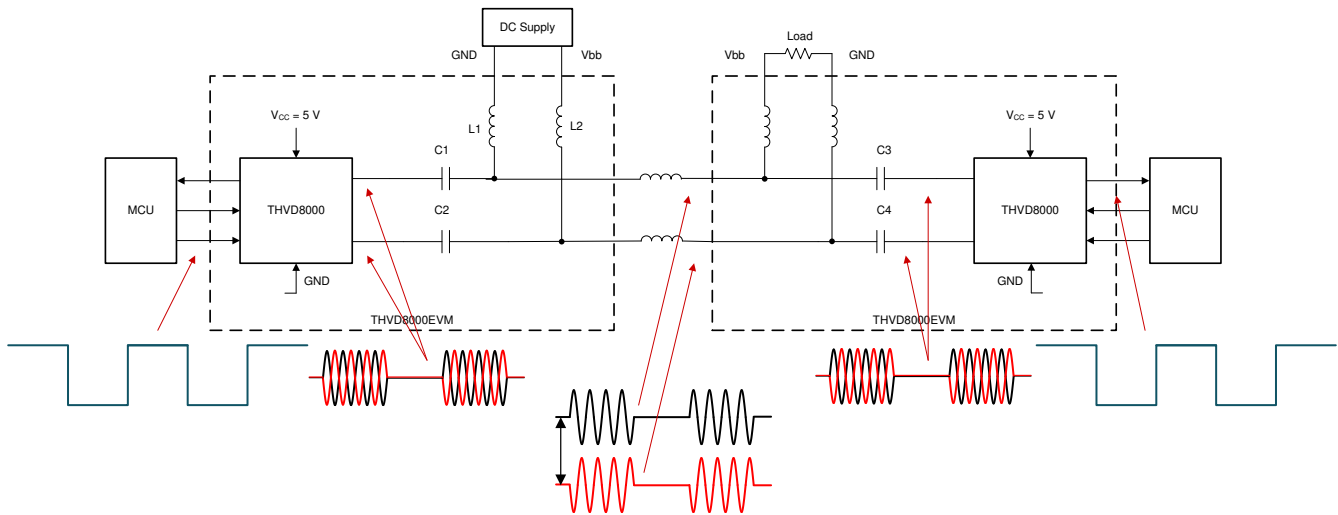 DC Supply
GND
Vbb
Vbb
Load
GND
VCC = 5 V
L1
L2
VCC = 5 V
C1
C3
MCU
THVD8000
C2
C4
THVD8000
MCU
GND
GND
THVD8000EVM
THVD8000EVM